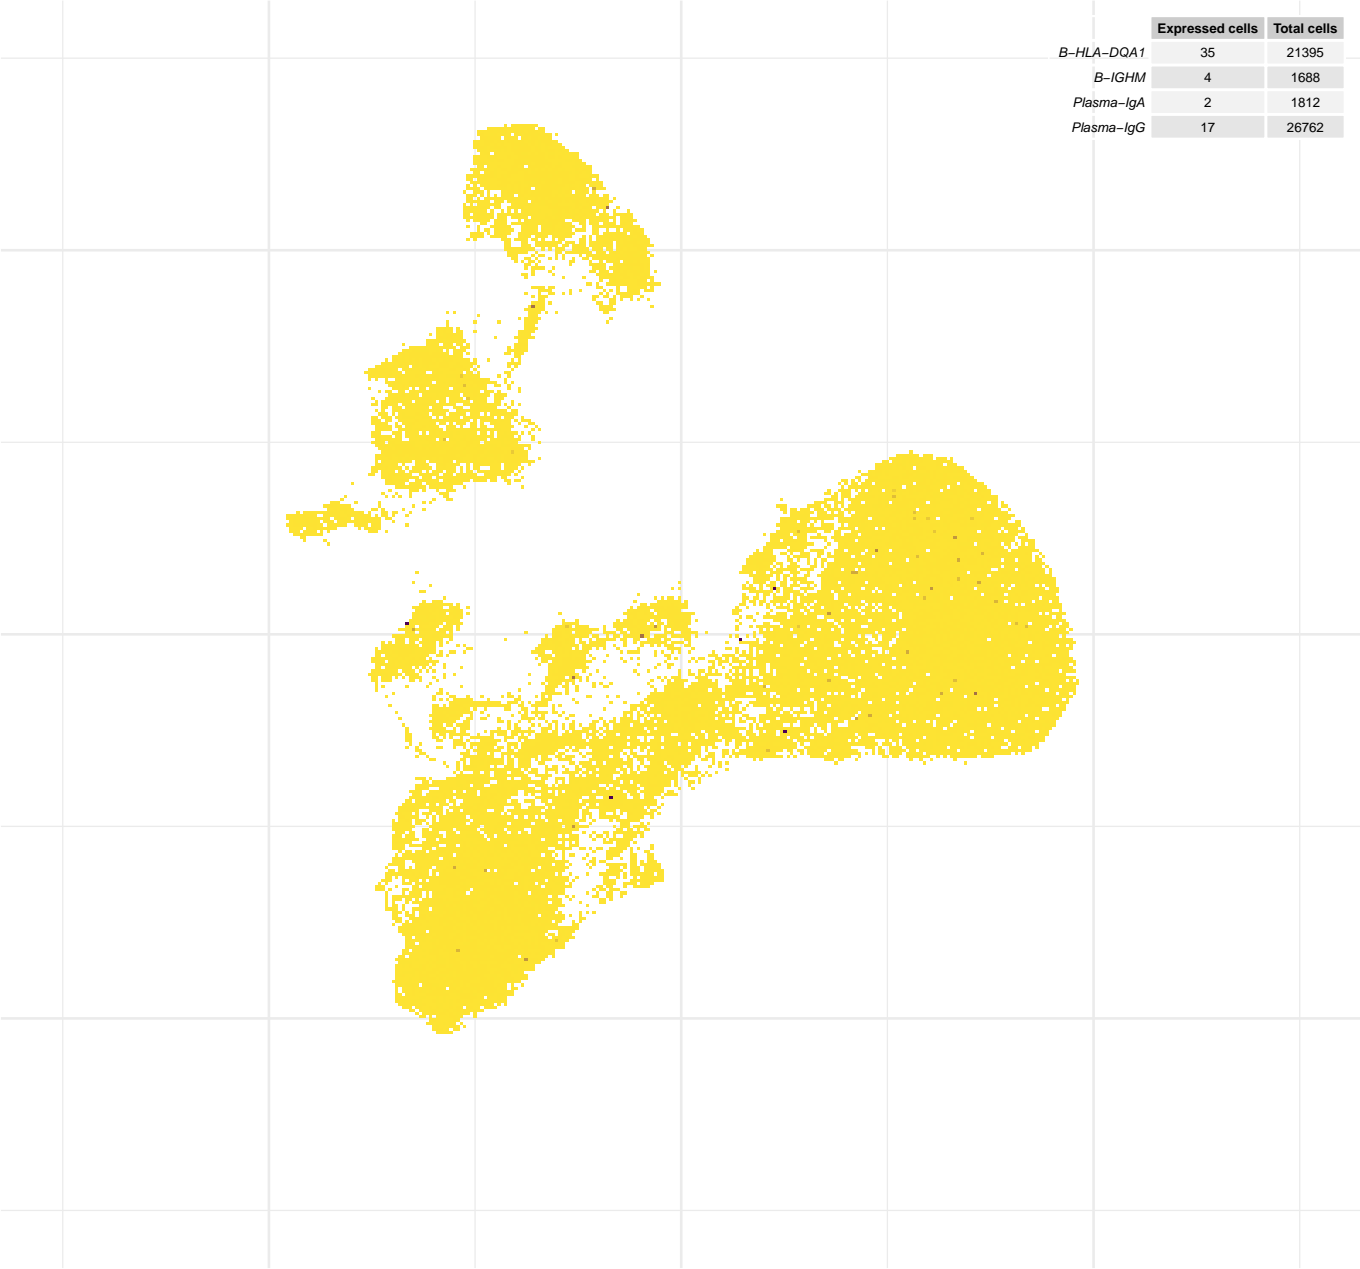 Expressed cells Total cells
B−HLA−DQA1 35 21395
B−IGHM 4 1688
Plasma−IgA 2 1812
Plasma−IgG 17 26762